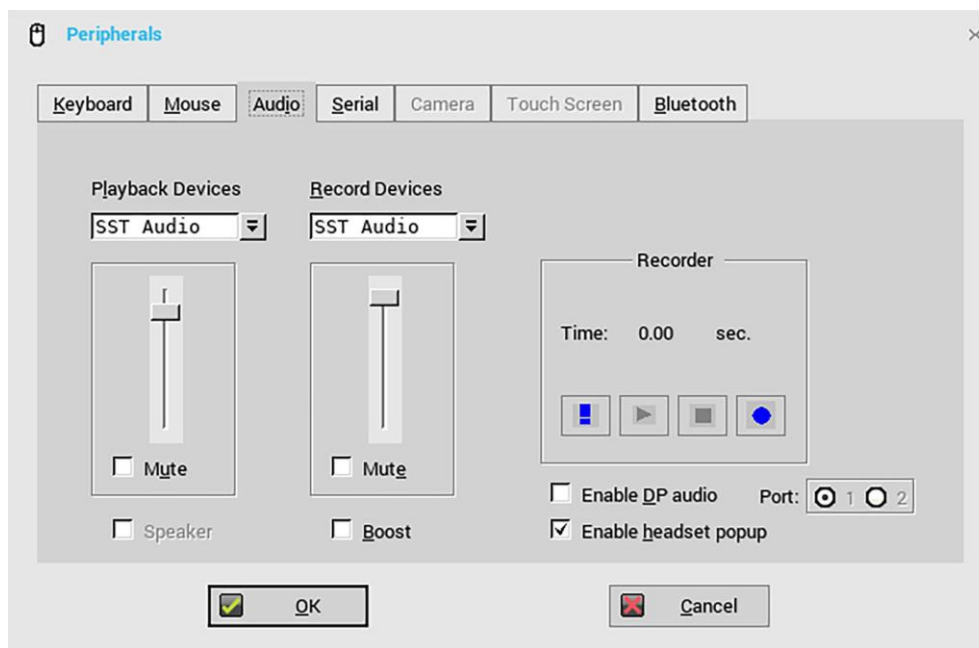 Peripherals
Keyboard Mouse Audio Serial Camera Touch Screen Bluetooth
Playback Devices Record Devices
SST Audio SST Audio
Recorder
Time: 0.00 sec.
Mute Mute
Enable DP audio Port: 1 2
Speaker Boost Enable headset popup
OK Cancel